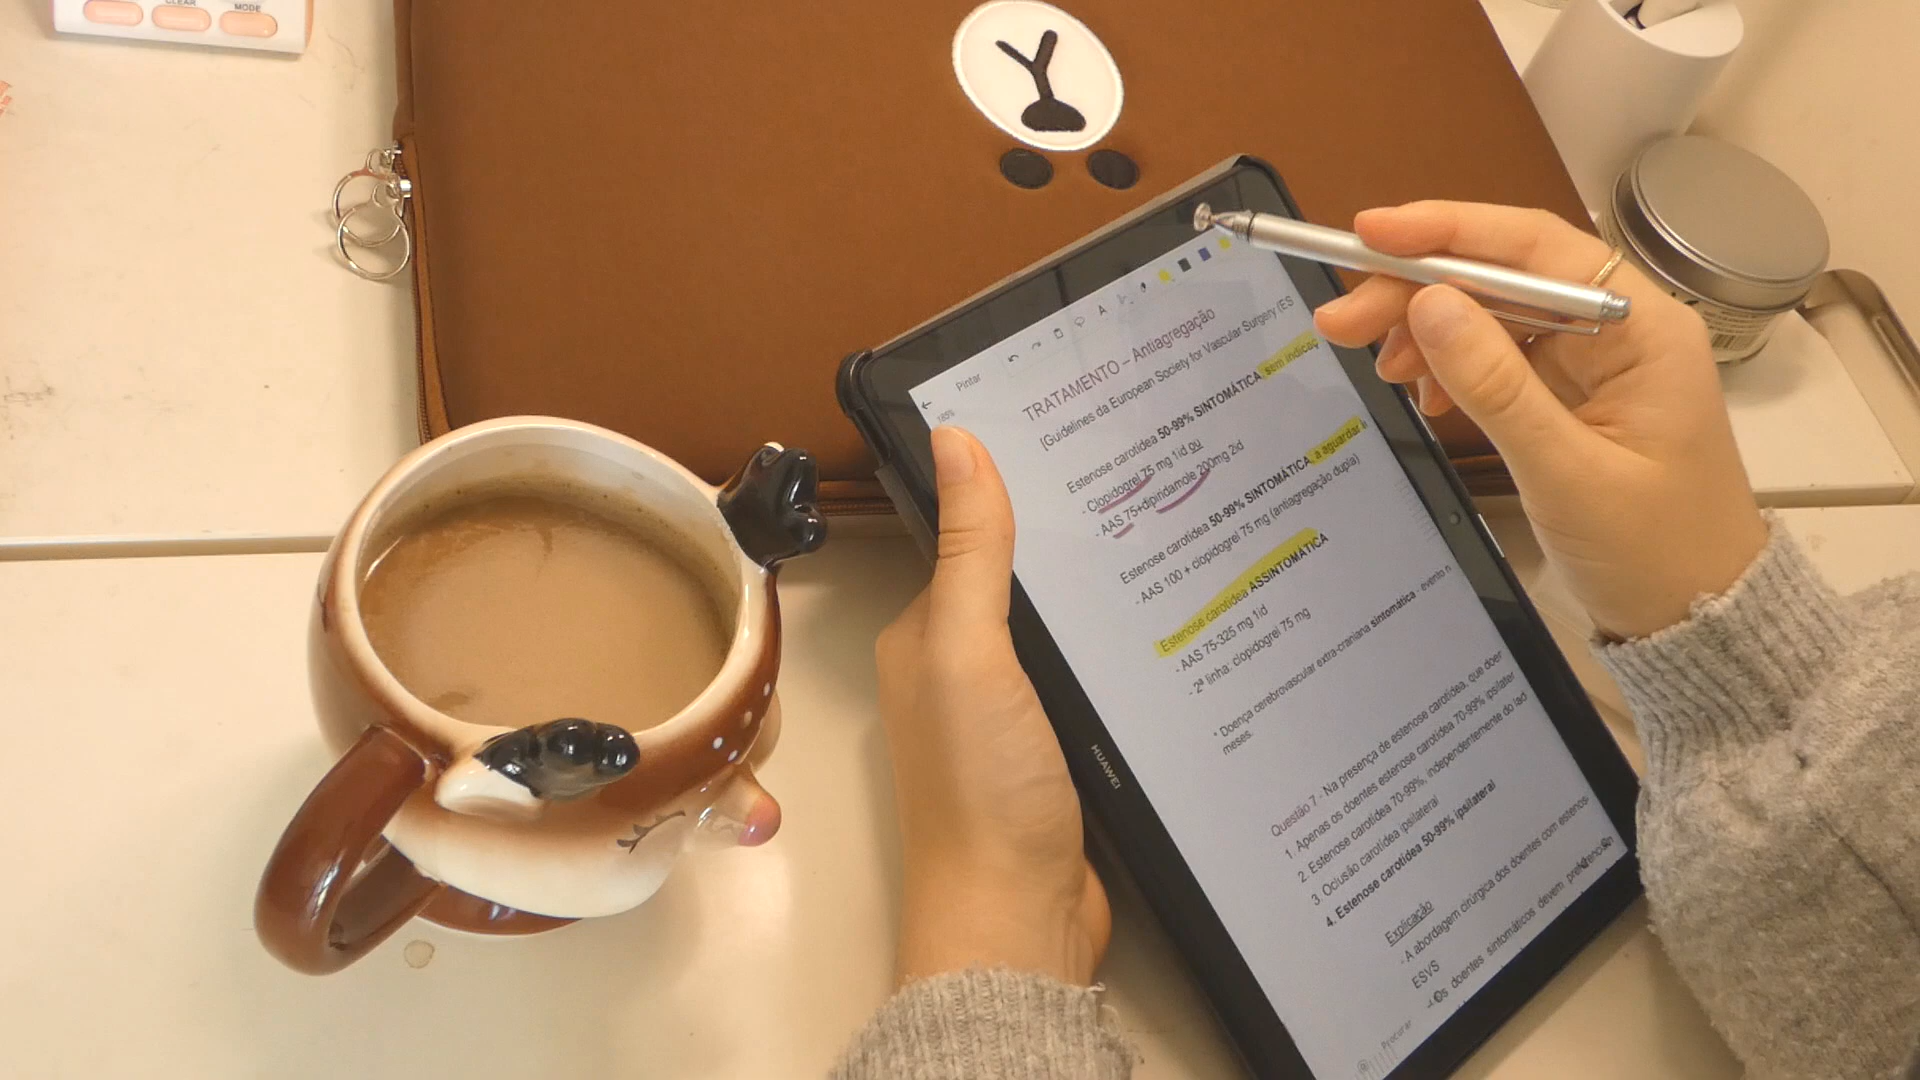 CLEAR
MODE
Pintar
185%
TRATAMENTO – Antiagregação
(Guidelines da European Society for Vascular Surgery (ES
Estenose carotídea 50-99% SINTOMÁTICA, sem indicaç
- Clopidogrel 75 mg 1id ou
- AAS 75+dipiridamole 200mg 2id
Estenose carotídea 50-99% SINTOMÁTICA, a aguardar
- AAS 100 + clopidogrel 75 mg (antiagregação dupla)
Estenose carotídea ASSINTOMÁTICA
- AAS 75-325 mg 1id
- 2ª linha: clopidogrel 75 mg
* Doença cerebrovascular extra-craniana sintomática - evento n
meses.
Questão 7 - Na presença de estenose carotídea, que doer
1. Apenas os doentes estenose carotídea 70-99% ipsilater
2. Estenose carotídea 70-99%, independentemente do lad
3. Oclusão carotídea ipsilateral
4. Estenose carotídea 50-99% ipsilateral
Explicação
- A abordagem cirúrgica dos doentes com estenos
ESVS
- Os doentes sintomáticos devem
Procurar
HUAWEI